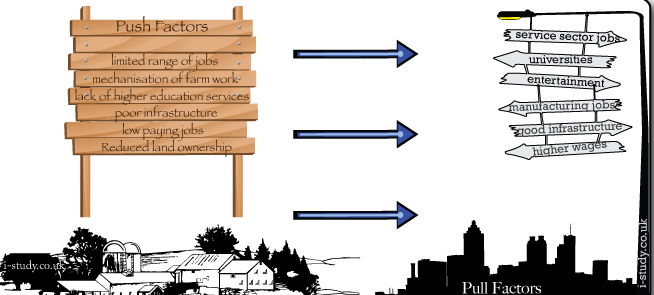 Push Factors
limited range of jobs
mechanisation of farm work
lack of higher education services
poor infrastructure
low paying jobs
Reduced land ownership
i-study.co.uk
service sector jobs
universities
entertainment
manufacturing jobs
good infrastructure
higher wages
Pull Factors
i-study.co.uk